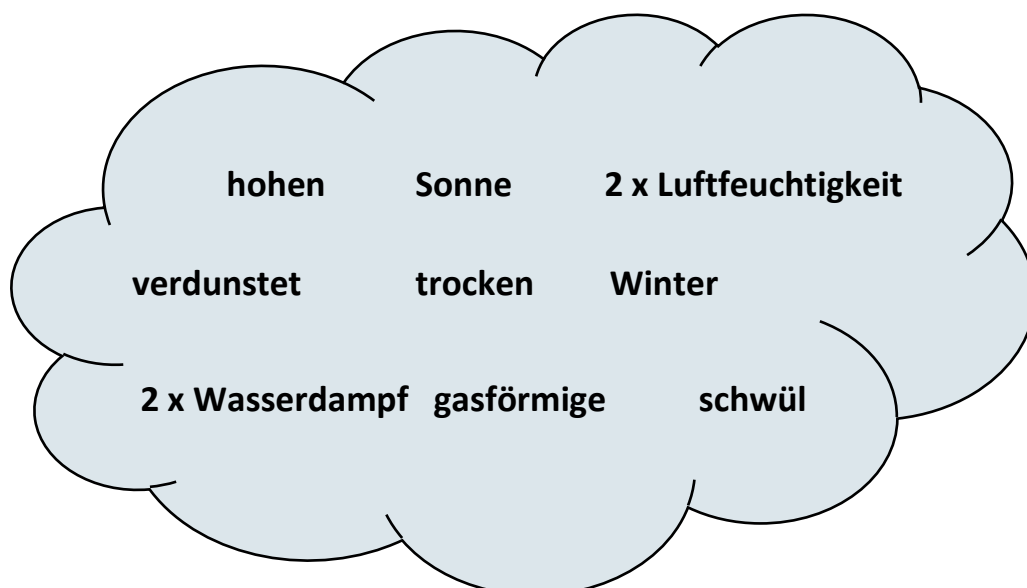 hohen Sonne 2 x Luftfeuchtigkeit
verdunstet trocken Winter
2 x Wasserdampf gasförmige schwül